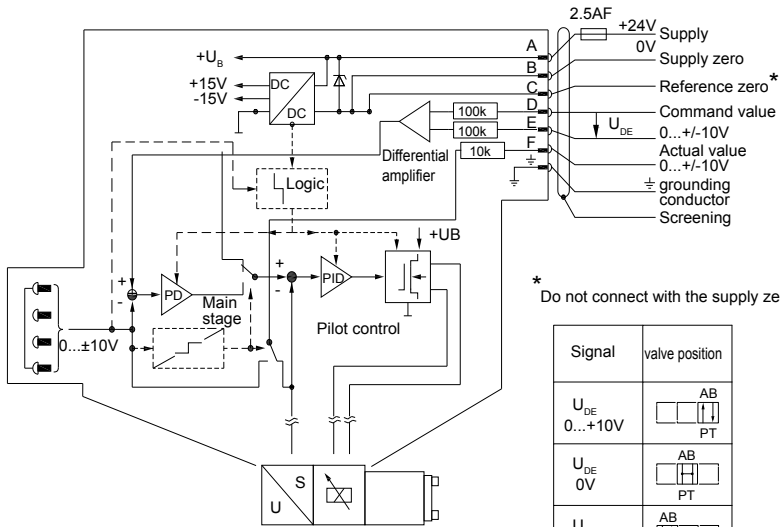 2.5AF
+24V Supply
0V
Supply zero
Reference zero*
Command value
0...+/-10V
Actual value
0...+/-10V
grounding
conductor
Screening
A
B
C
D
E
F
U_DE
+U_B
+15V
-15V
DC
DC
100k
100k
10k
Differential
amplifier
Logic
+UB
+
-
PD
Main
stage
+
-
PID
Pilot control
0...±10V
S
U
*
Do not connect with the supply ze
Signal valve position
U_DE
0...+10V
AB
PT
U_DE
0V
AB
PT
U
AB